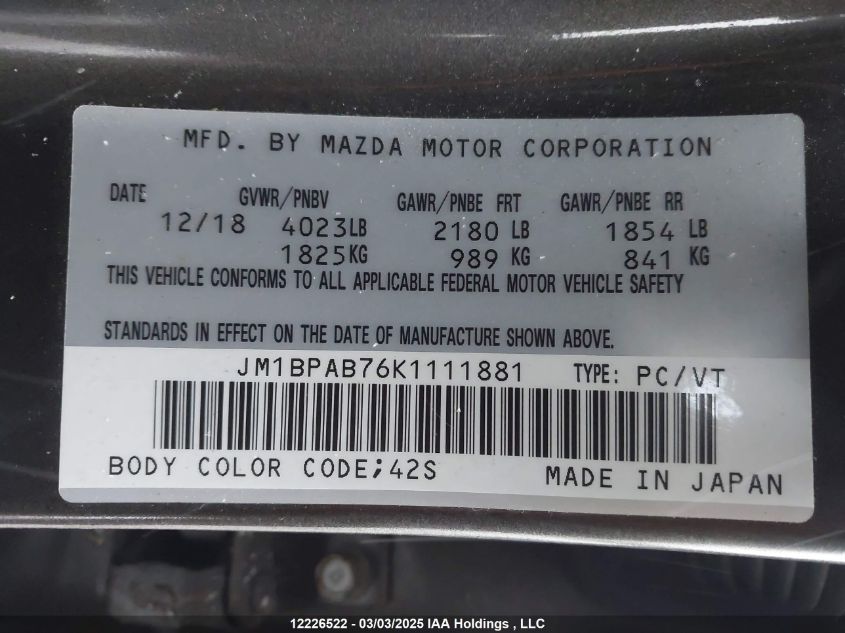 MFD. BY MAZDA MOTOR CORPORATION
DATE GVWR/PNBV GAWR/PNBE FRT GAWR/PNBE RR
12/18 4023LB 2180 LB 1854 LB
1825KG 989 KG 841 KG
THIS VEHICLE CONFORMS TO ALL APPLICABLE FEDERAL MOTOR VEHICLE SAFETY
STANDARDS IN EFFECT ON THE DATE OF MANUFACTURE SHOWN ABOVE.
JM1BPAB76K1111881 TYPE: PC/VT
BODY COLOR CODE;42S MADE IN JAPAN
12226522 - 03/03/2025 IAA Holdings , LLC